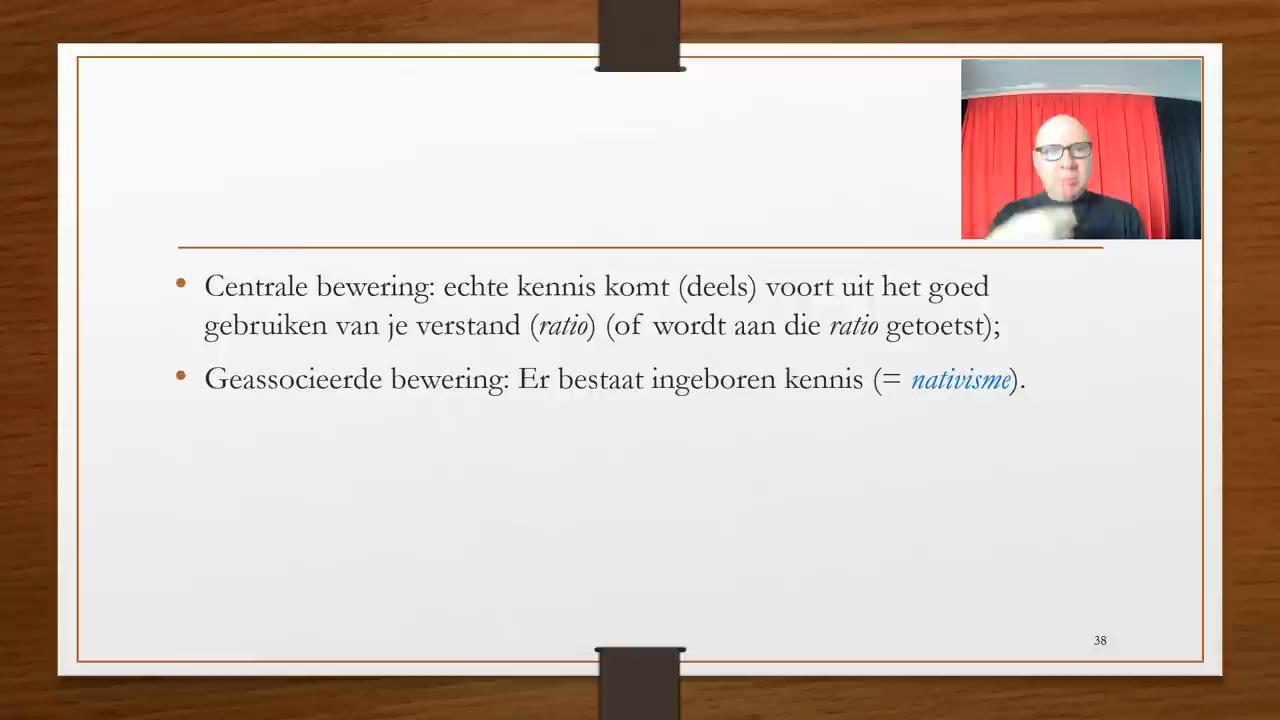 • Centrale bewering: echte kennis komt (deels) voort uit het goed
gebruiken van je verstand (ratio) (of wordt aan die ratio getoetst);
• Geassocieerde bewering: Er bestaat ingeboren kennis (= nativisme).
38